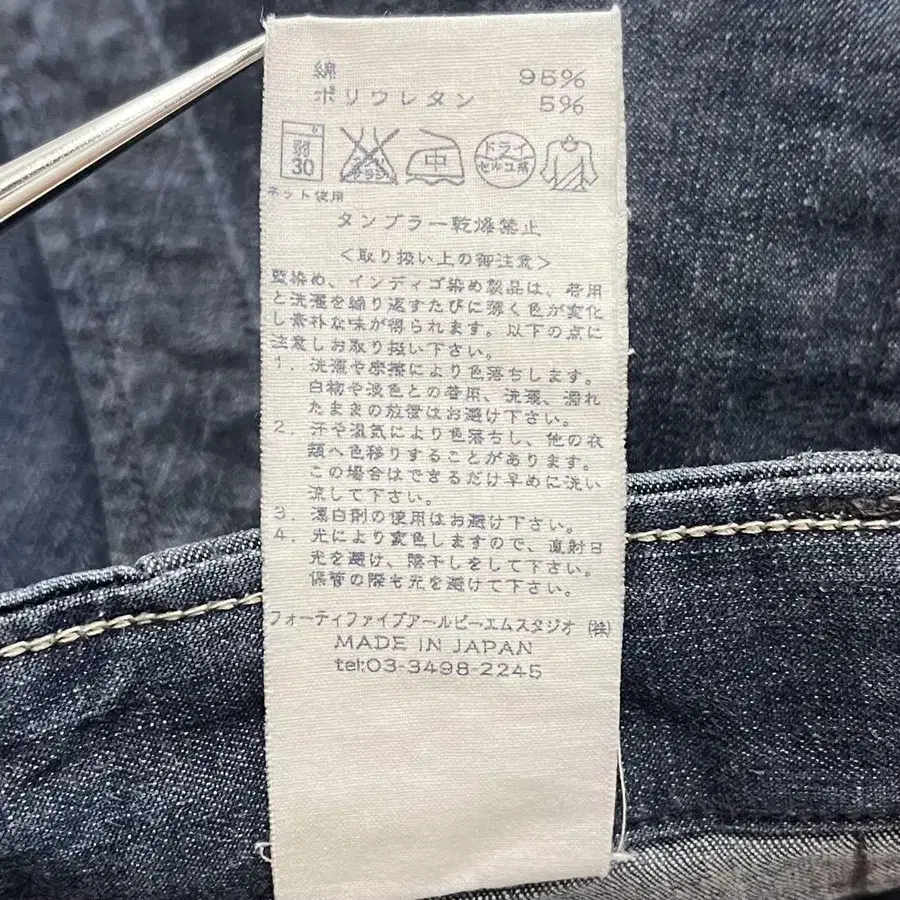 綿 95%
ポリウレタン 5%
弱 30 エンソサラシ 中 ドライ セキユ系
ネット使用
タンブラー乾燥禁止
<取り扱い上の御注意>
藍染め、インディゴ染め製品は、着用
と洗濯を繰り返すたびに薄く色が変化
し素朴な味が得られます。以下の点に
注意しお取り扱い下さい。
1. 洗濯や摩擦により色落ちします。
白物や淡色との着用、洗濯、濡れ
たままの放置はお避け下さい。
2. 汗や湿気により色落ちし、他の衣
類へ色移りすることがあります。
この場合はできるだけ早めに洗い
流して下さい。
3. 漂白剤の使用はお避け下さい。
4. 光により変色しますので、直射日
光を避け、陰干しをして下さい。
保管の際も光を避けて下さい。
フォーティファイブアールピーエムスタジオ(株)
MADE IN JAPAN
tel:03-3498-2245